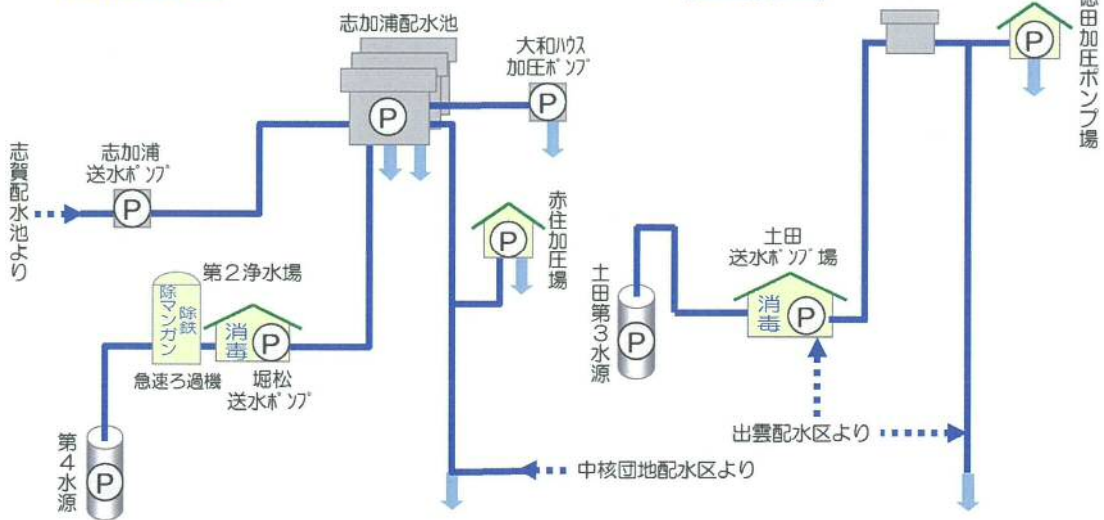 志加浦配水池
P
大和ハウス
加圧ポンプ
P
志賀配水池より
志加浦
送水ポンプ
P
赤住加圧場
P
第2浄水場
除マンガン
除鉄
消毒
P
急速ろ過機
堀松
送水ポンプ
第4水源
P
中核団地配水区より
徳田加圧ポンプ場
P
土田
送水ポンプ場
消毒
P
土田第3水源
P
出雲配水区より